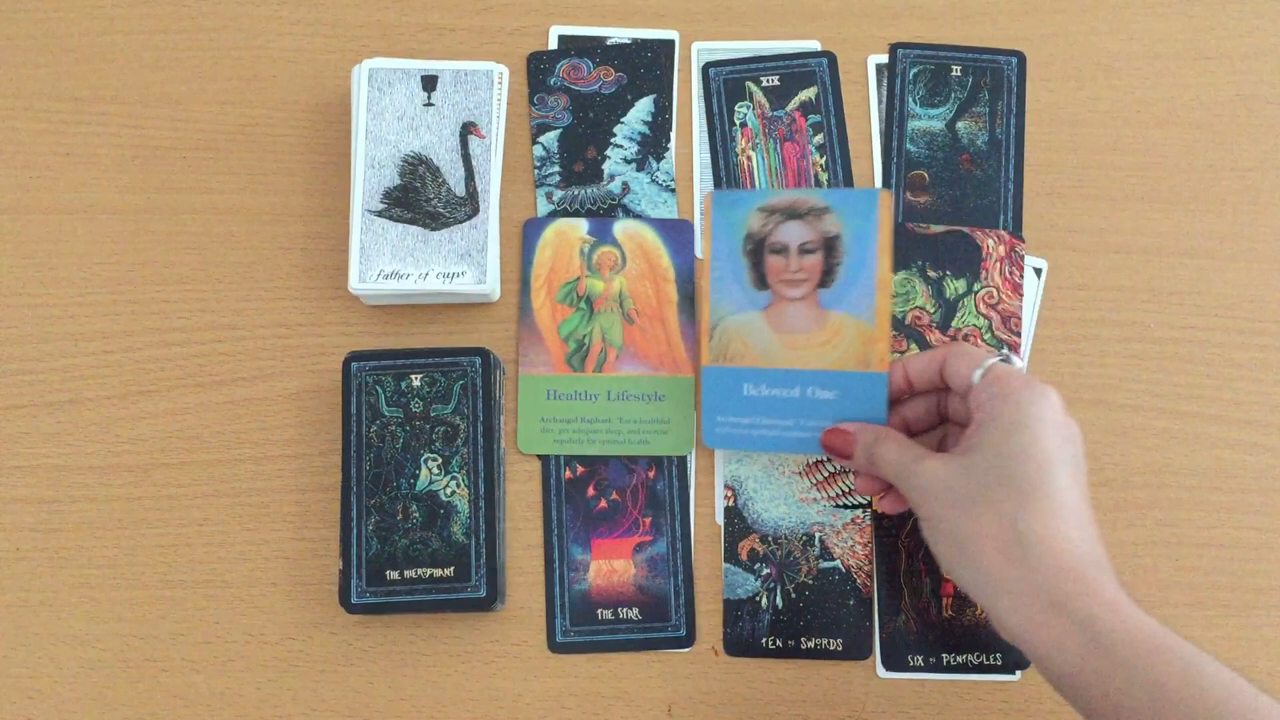 XIX
II
father of cups
Healthy Lifestyle
Archangel Raphael: "For a healthful
diet, get adequate sleep, and exercise
regularly for optimal health.
Beloved One
V
THE HIEROPHANT
THE STAR
TEN OF SWORDS
SIX OF PENTACLES